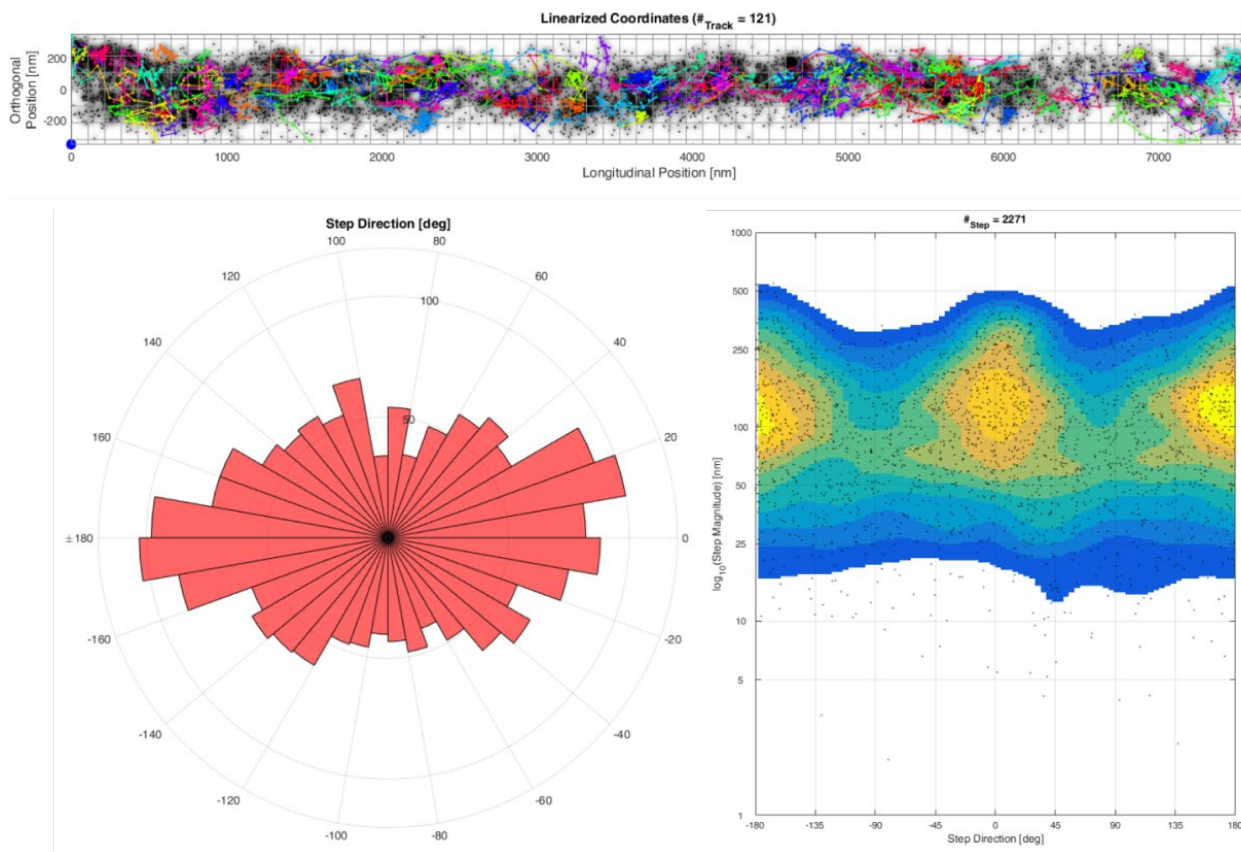 Linearized Coordinates (#Track = 121)
Orthogonal
Position [nm]
200
0
-200
0 1000 2000 3000 4000 5000 6000 7000
Longitudinal Position [nm]
Step Direction [deg]
100 80
120 60
100
140 40
50
160 20
±180 0
-160 -20
-140 -40
-120 -60
-100 -80
#Step = 2271
log10(Step Magnitude) [nm]
1000
500
250
100
50
25
10
5
1
-180 -135 -90 -45 0 45 90 135 180
Step Direction [deg]